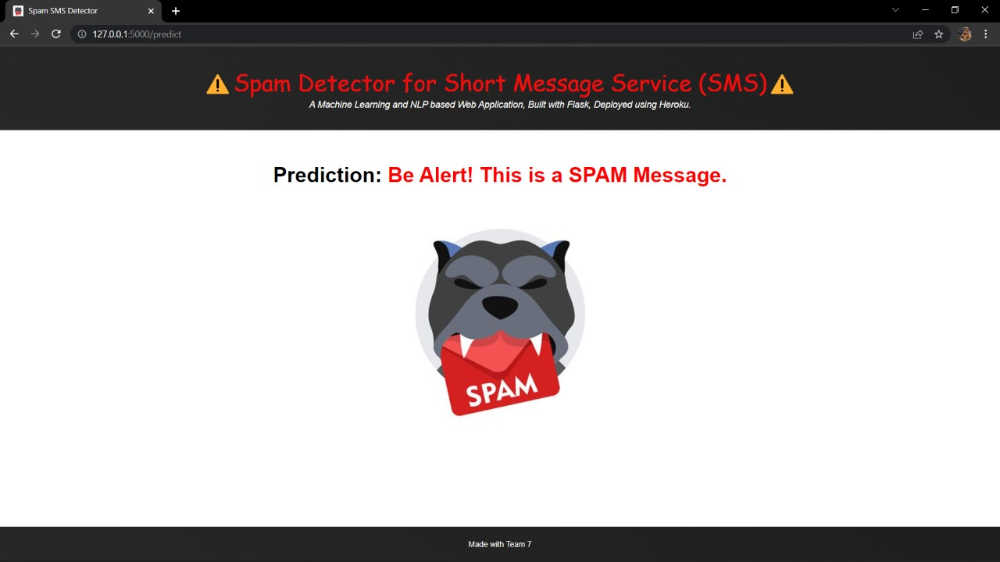 Spam SMS Detector
127.0.0.1:5000/predict
Spam Detector for Short Message Service (SMS)
A Machine Learning and NLP based Web Application, Built with Flask, Deployed using Heroku.
Prediction: Be Alert! This is a SPAM Message.
SPAM
Made with Team 7